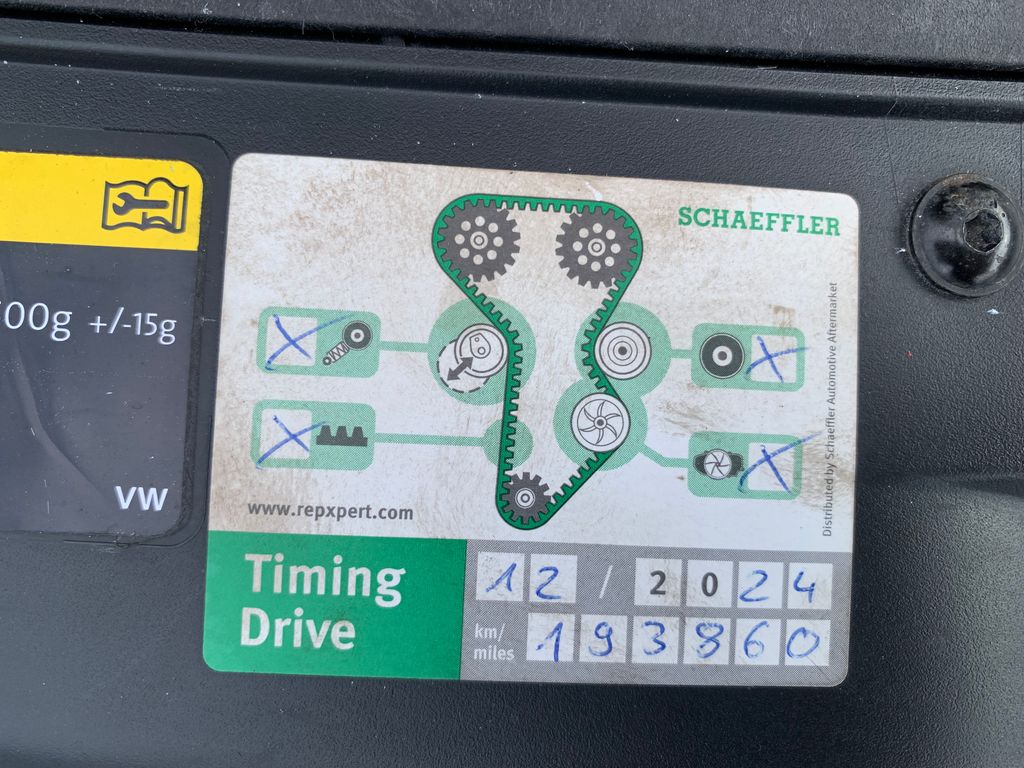 00g +/-15g
VW
SCHAEFFLER
Distributed by Schaeffler Automotive Aftermarket
www.repxpert.com
Timing
Drive
12 / 2024
km/
miles
193860